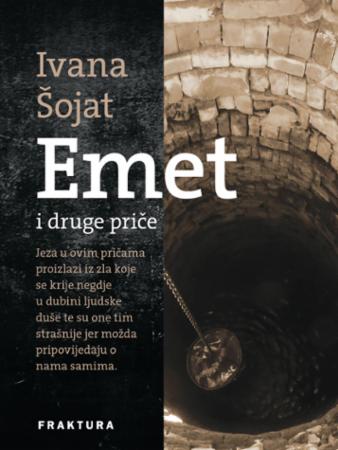 Ivana
Šojat
Emet
i druge priče
Jeza u ovim pričama
proizlazi iz zla koje
se krije negdje
u dubini ljudske
duše te su one tim
strašnije jer možda
pripovijedaju o
nama samima.
FRAKTURA